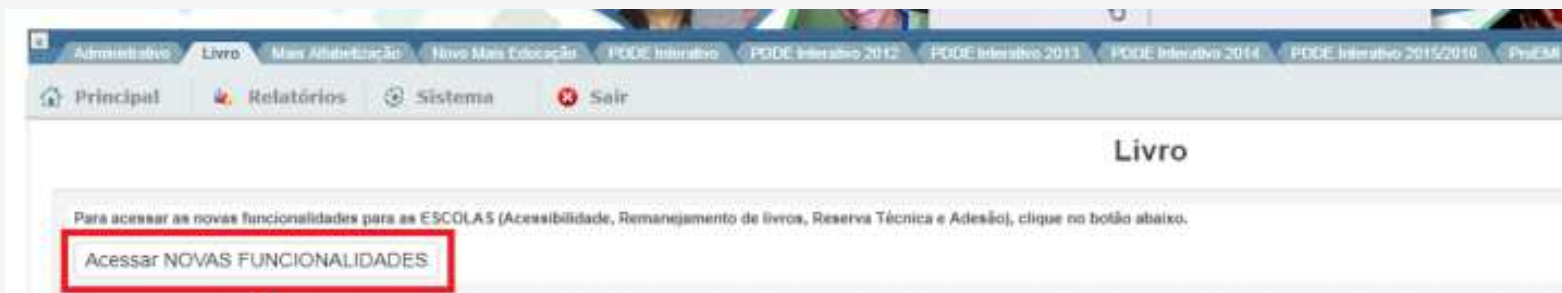 Administrativo Livro Mais Alfabetização Novo Mais Educação PDDE Interativo PDDE Interativo 2012 PDDE Interativo 2013 PDDE Interativo 2014 PDDE Interativo 2015/2016 ProEMI
Principal Relatórios Sistema Sair
Livro
Para acessar as novas funcionalidades para as ESCOLAS (Acessibilidade, Remanejamento de livros, Reserva Técnica e Adesão), clique no botão abaixo.
Acessar NOVAS FUNCIONALIDADES